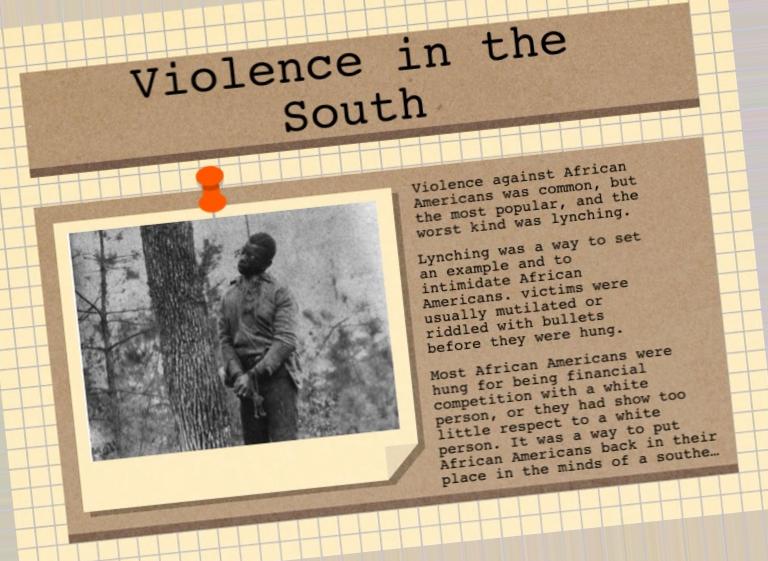 Violence in the
South
Violence against African
Americans was common, but
the most popular, and the
worst kind was lynching.
Lynching was a way to set
an example and to
intimidate African
Americans. victims were
usually mutilated or
riddled with bullets
before they were hung.
Most African Americans were
hung for being financial
competition with a white
person, or they had show too
little respect to a white
person. It was a way to put
African Americans back in their
place in the minds of a southe…